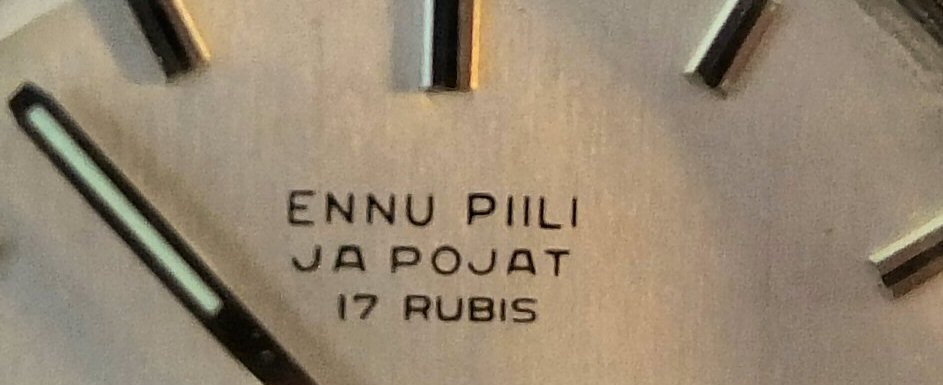 ENNU PIILI
JA POJAT
17 RUBIS